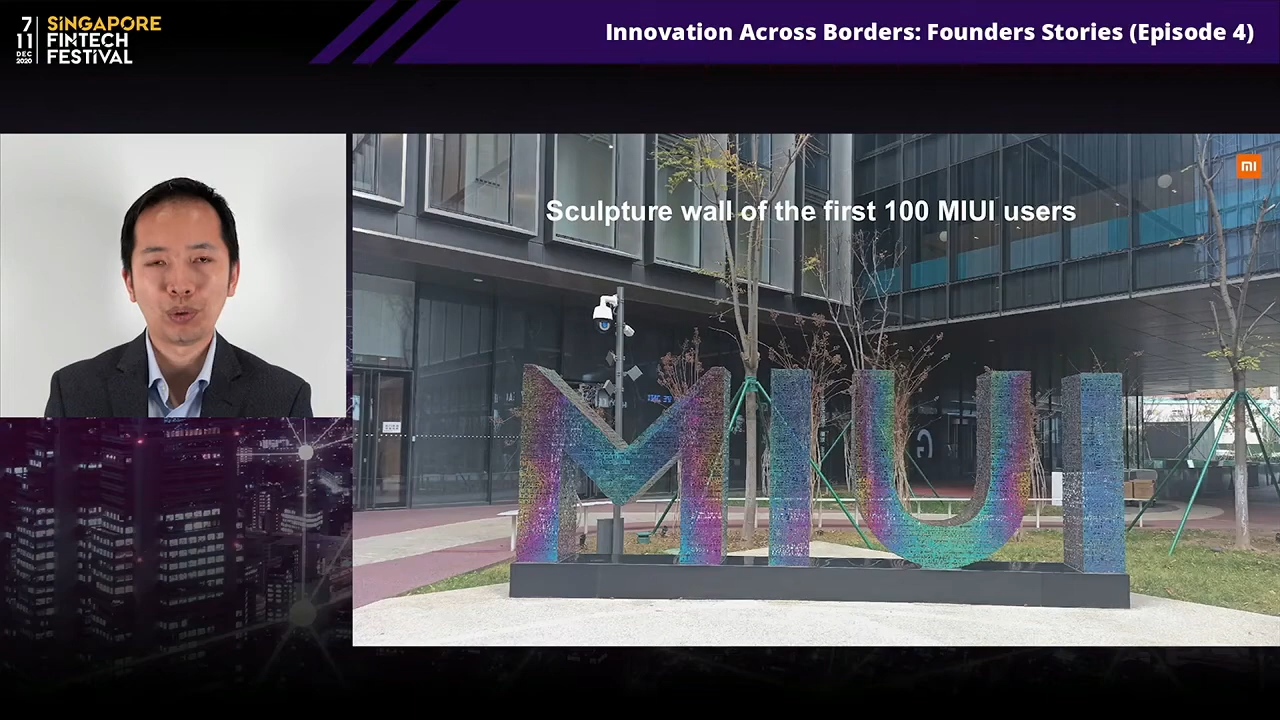 7
11
DEC
2020
SINGAPORE
FINTECH
FESTIVAL
Innovation Across Borders: Founders Stories (Episode 4)
mi
Sculpture wall of the first 100 MIUI users
MIUI